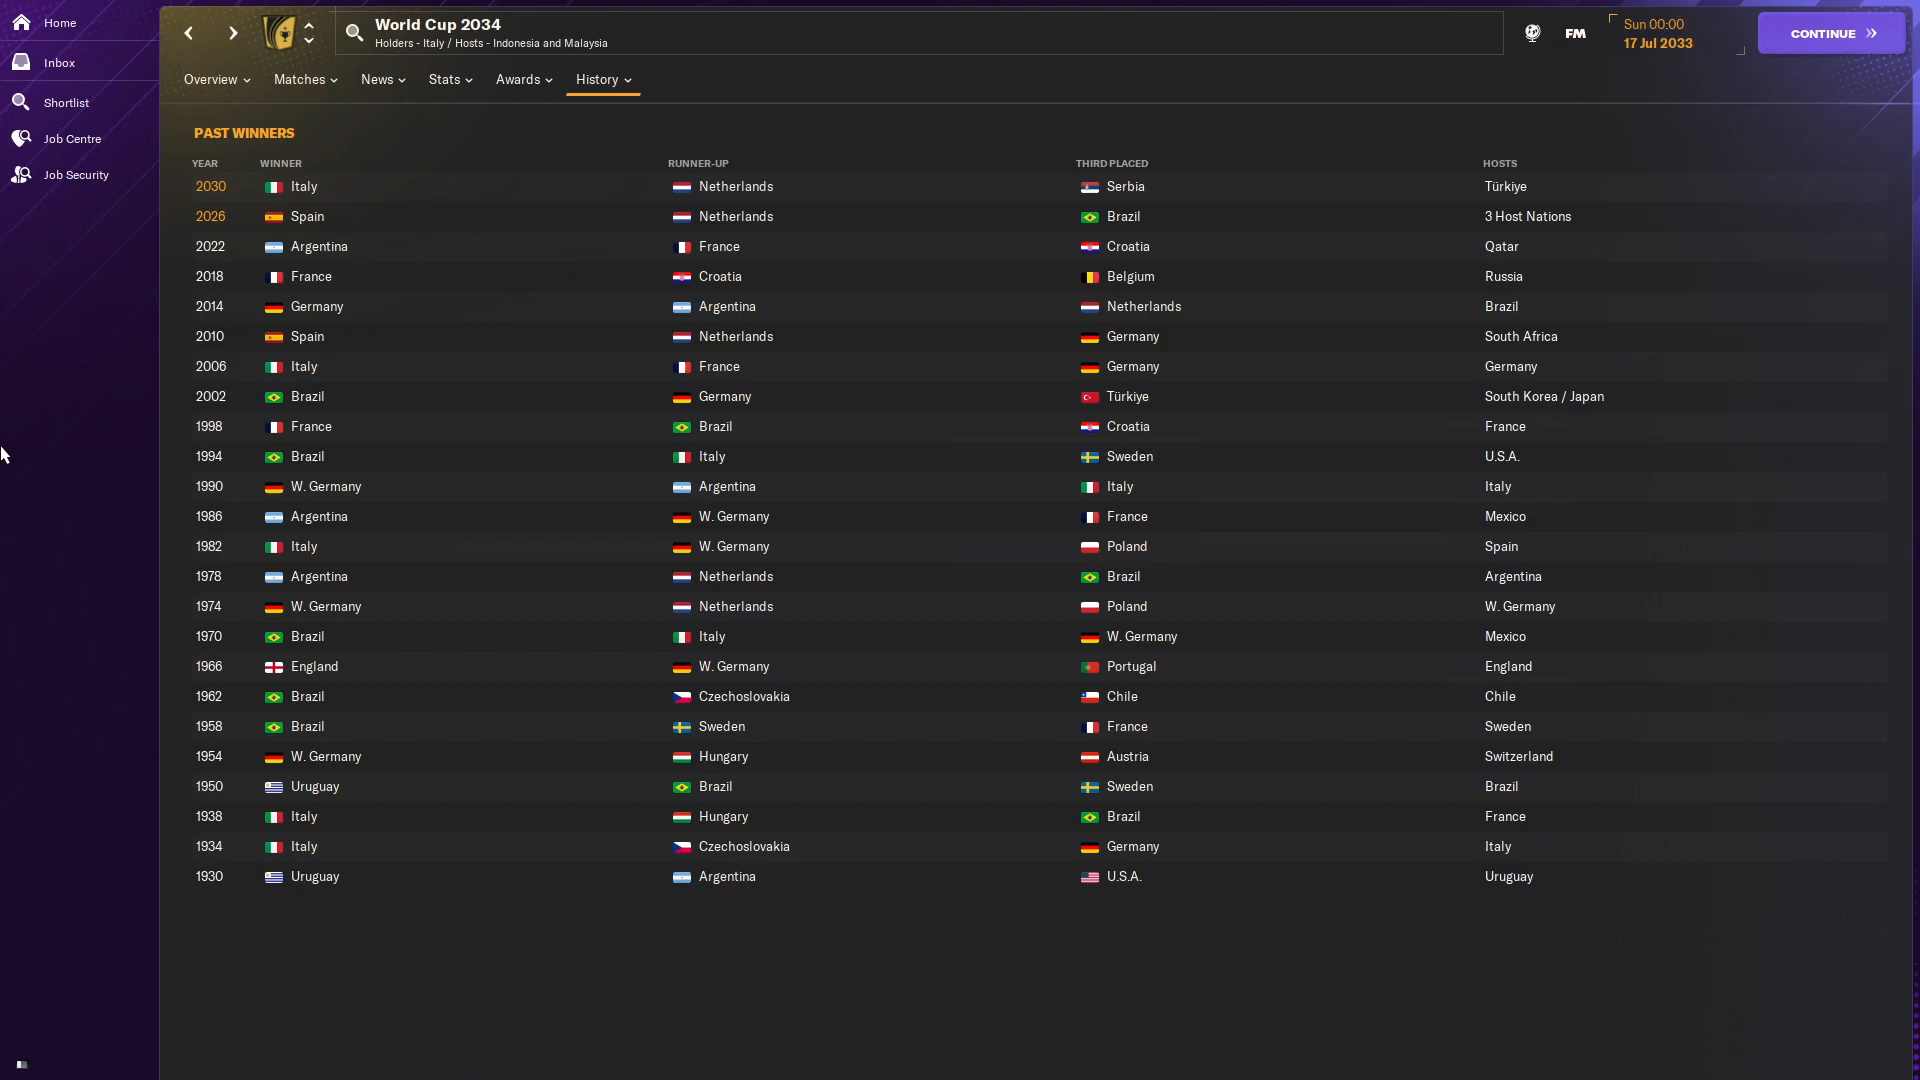 Home
Inbox
Shortlist
Job Centre
Job Security
World Cup 2034
Holders - Italy / Hosts - Indonesia and Malaysia
FM
Sun 00:00
17 Jul 2033
CONTINUE
Overview Matches News Stats Awards History
PAST WINNERS
YEAR WINNER RUNNER-UP THIRD PLACED HOSTS
2030 Italy Netherlands Serbia Türkiye
2026 Spain Netherlands Brazil 3 Host Nations
2022 Argentina France Croatia Qatar
2018 France Croatia Belgium Russia
2014 Germany Argentina Netherlands Brazil
2010 Spain Netherlands Germany South Africa
2006 Italy France Germany Germany
2002 Brazil Germany Türkiye South Korea / Japan
1998 France Brazil Croatia France
1994 Brazil Italy Sweden U.S.A.
1990 W. Germany Argentina Italy Italy
1986 Argentina W. Germany France Mexico
1982 Italy W. Germany Poland Spain
1978 Argentina Netherlands Brazil Argentina
1974 W. Germany Netherlands Poland W. Germany
1970 Brazil Italy W. Germany Mexico
1966 England W. Germany Portugal England
1962 Brazil Czechoslovakia Chile Chile
1958 Brazil Sweden France Sweden
1954 W. Germany Hungary Austria Switzerland
1950 Uruguay Brazil Sweden Brazil
1938 Italy Hungary Brazil France
1934 Italy Czechoslovakia Germany Italy
1930 Uruguay Argentina U.S.A. Uruguay